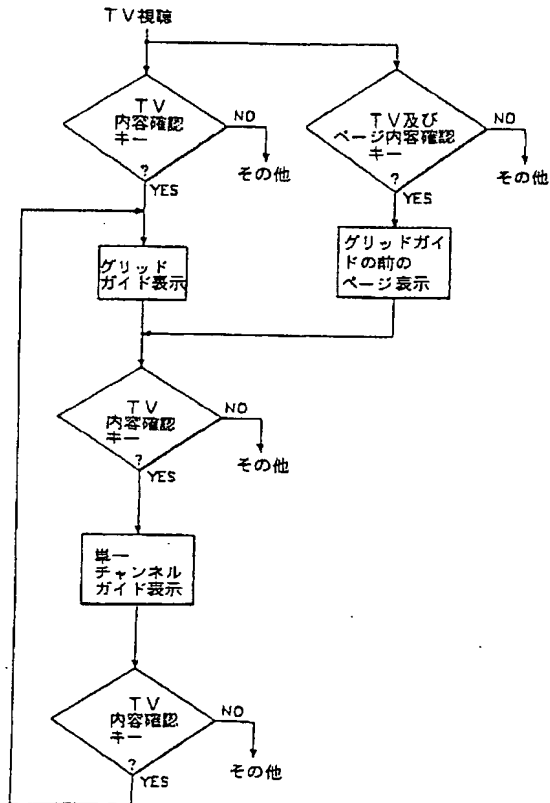 TV視聴
TV
内容確認
キー
?
NO
その他
YES
TV及び
ページ内容確認
キー
?
NO
その他
YES
グリッド
ガイド表示
グリッドガイ
ドの前の
ページ表示
TV
内容確認
キー
?
NO
その他
YES
単一
チャンネル
ガイド表示
TV
内容確認
キー
?
NO
その他
YES